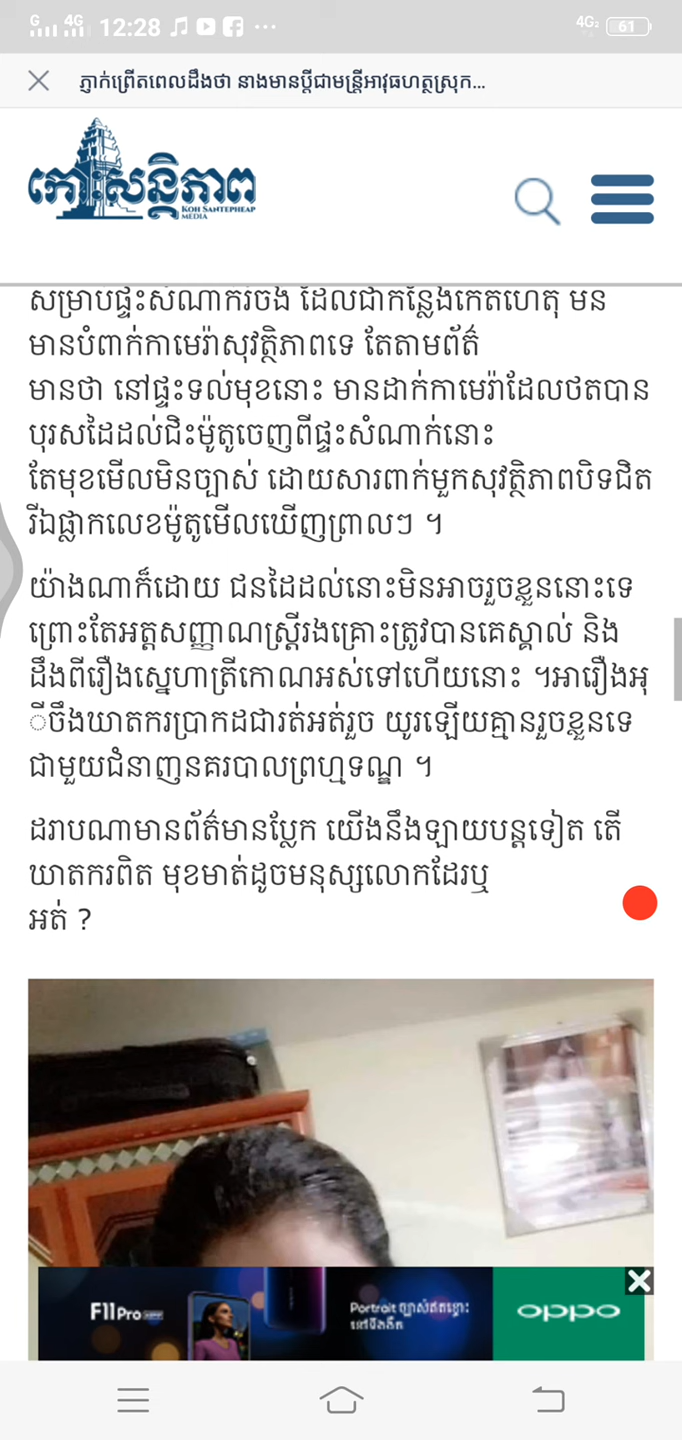 G 4G 12:28 4G₂ 61
ភ្ញាក់ព្រើតពេលដឹងថា នាងមានប្តីជាមន្ត្រីអាវុធហត្ថស្រុក...
កោះសន្តិភាព
KOH SANTEPHEAP
MEDIA
សម្រាប់ផ្ទះសំណាក់រីចង់ ដែលជាកន្លែងកើតហេតុ មិន
មានបំពាក់កាមេរ៉ាសុវត្ថិភាពទេ តែតាមព័ត៌
មានថា នៅផ្ទះទល់មុខនោះ មានដាក់កាមេរ៉ាដែលថតបាន
បុរសដៃដល់ជិះម៉ូតូចេញពីផ្ទះសំណាក់នោះ
តែមុខមើលមិនច្បាស់ ដោយសារពាក់មួកសុវត្ថិភាពបិទជិត
រីឯផ្លាកលេខម៉ូតូមើលឃើញព្រាលៗ ។
យ៉ាងណាក៏ដោយ ជនដៃដល់នោះមិនអាចរួចខ្លួននោះទេ
ព្រោះតែអត្តសញ្ញាណស្ត្រីរងគ្រោះត្រូវបានគេស្គាល់ និង
ដឹងពីរឿងស្នេហាត្រីកោណអស់ទៅហើយនោះ ។អារឿងអុ
ីចឹងឃាតករប្រាកដជារត់អត់រួច យូរឡើយគ្មានរួចខ្លួនទេ
ជាមួយជំនាញនគរបាលព្រហ្មទណ្ឌ ។
ដរាបណាមានព័ត៌មានប្លែក យើងនឹងឡាយបន្តទៀត តើ
ឃាតករពិត មុខមាត់ដូចមនុស្សលោកដែរឬ
អត់ ?
F11 Pro
Portrait ច្បាស់ឥតខ្ចោះ
នៅទីងងឹត
oppo